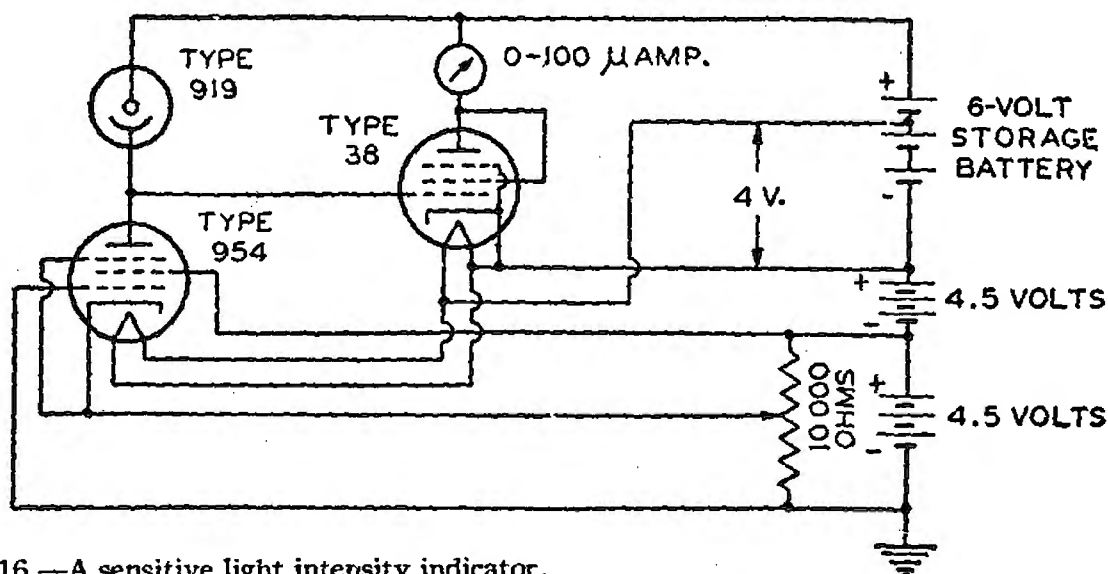 TYPE
919
0-100 μAMP.
TYPE
38
+
6-VOLT
STORAGE
BATTERY
-
4 V.
TYPE
954
+
4.5 VOLTS
-
10 000
OHMS
+
4.5 VOLTS
-
16.—A sensitive light intensity indicator.